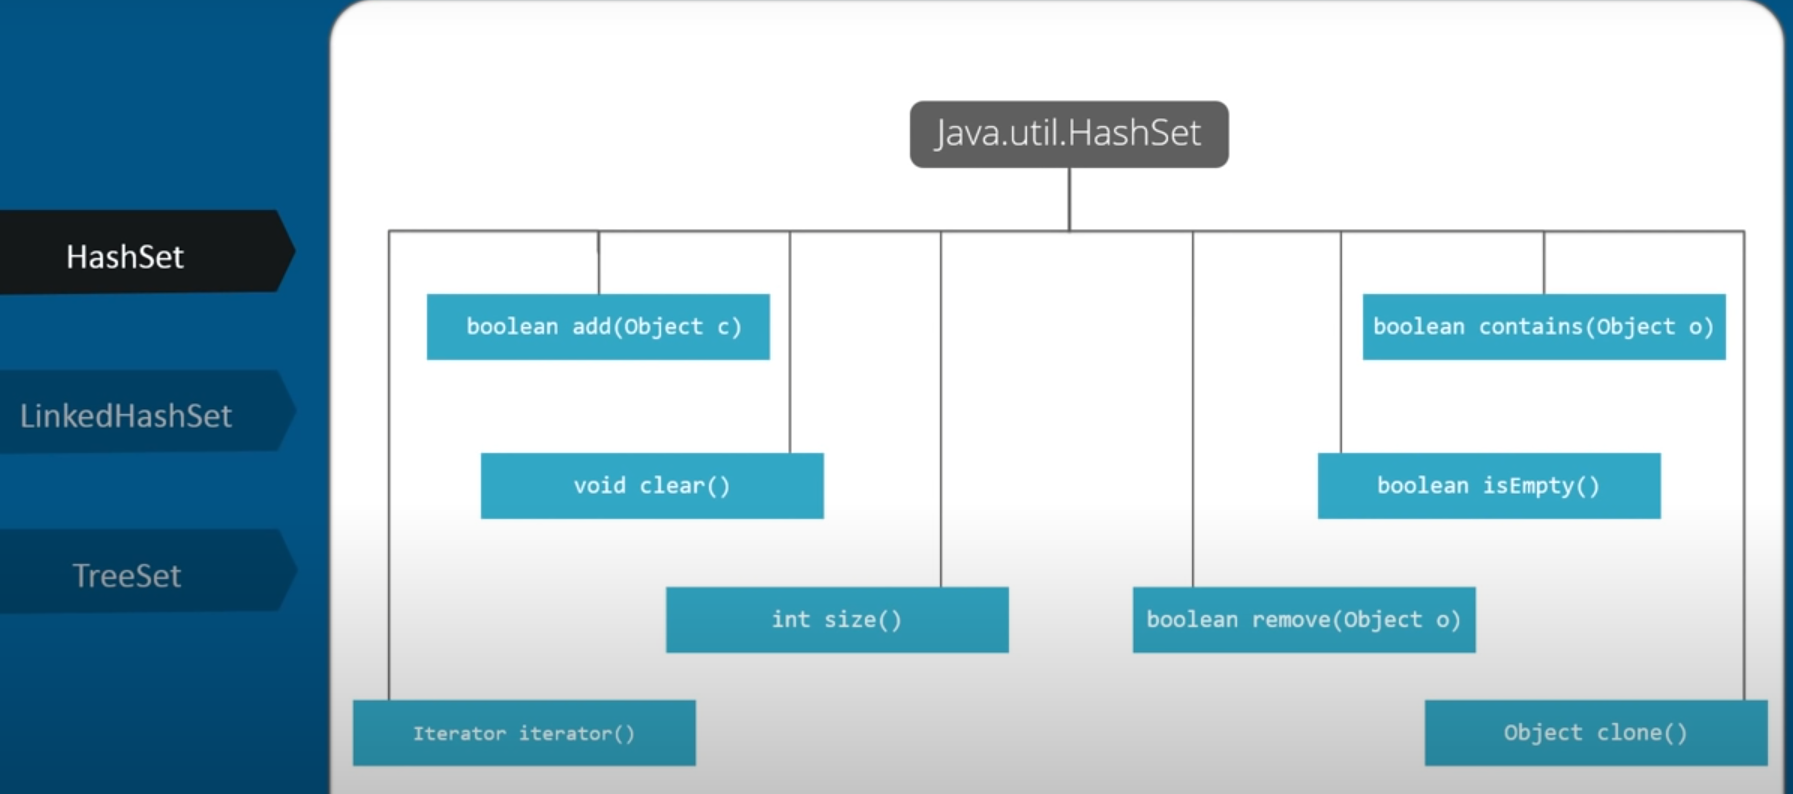 Java.util.HashSet
HashSet
LinkedHashSet
TreeSet
boolean add(Object c)
boolean contains(Object o)
void clear()
boolean isEmpty()
int size()
boolean remove(Object o)
Iterator iterator()
Object clone()